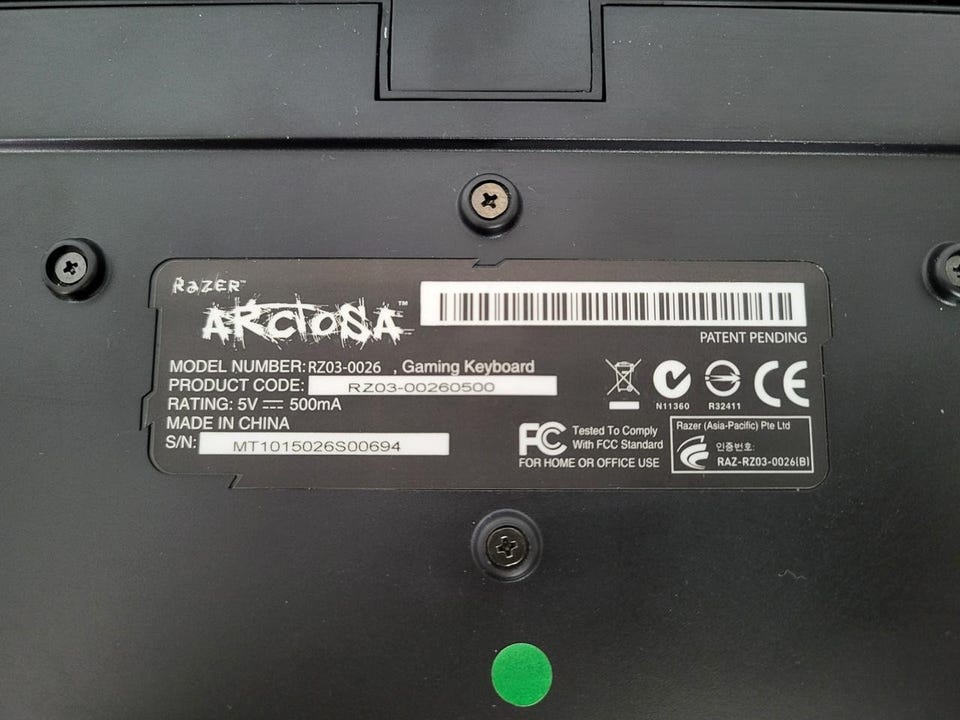 RAZER™
ARCTOSA™
PATENT PENDING
MODEL NUMBER: RZ03-0026 , Gaming Keyboard
PRODUCT CODE: RZ03-00260500
RATING: 5V ⎓ 500mA
MADE IN CHINA
S/N: MT1015026S00694
N11360
R32411
CE
FC Tested To Comply
With FCC Standard
FOR HOME OR OFFICE USE
Razer (Asia-Pacific) Pte Ltd
인증번호:
RAZ-RZ03-0026(B)